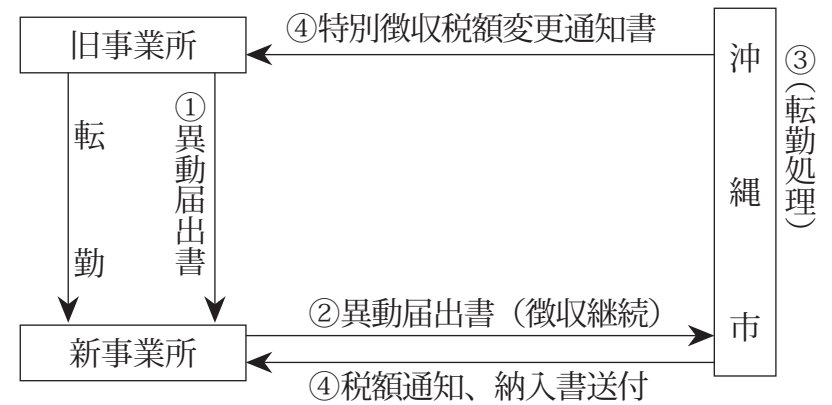 ④特別徴収税額変更通知書
旧事業所
沖縄市
③(転勤処理)
転勤
①異動届出書
②異動届出書(徴収継続)
新事業所
④税額通知、納入書送付